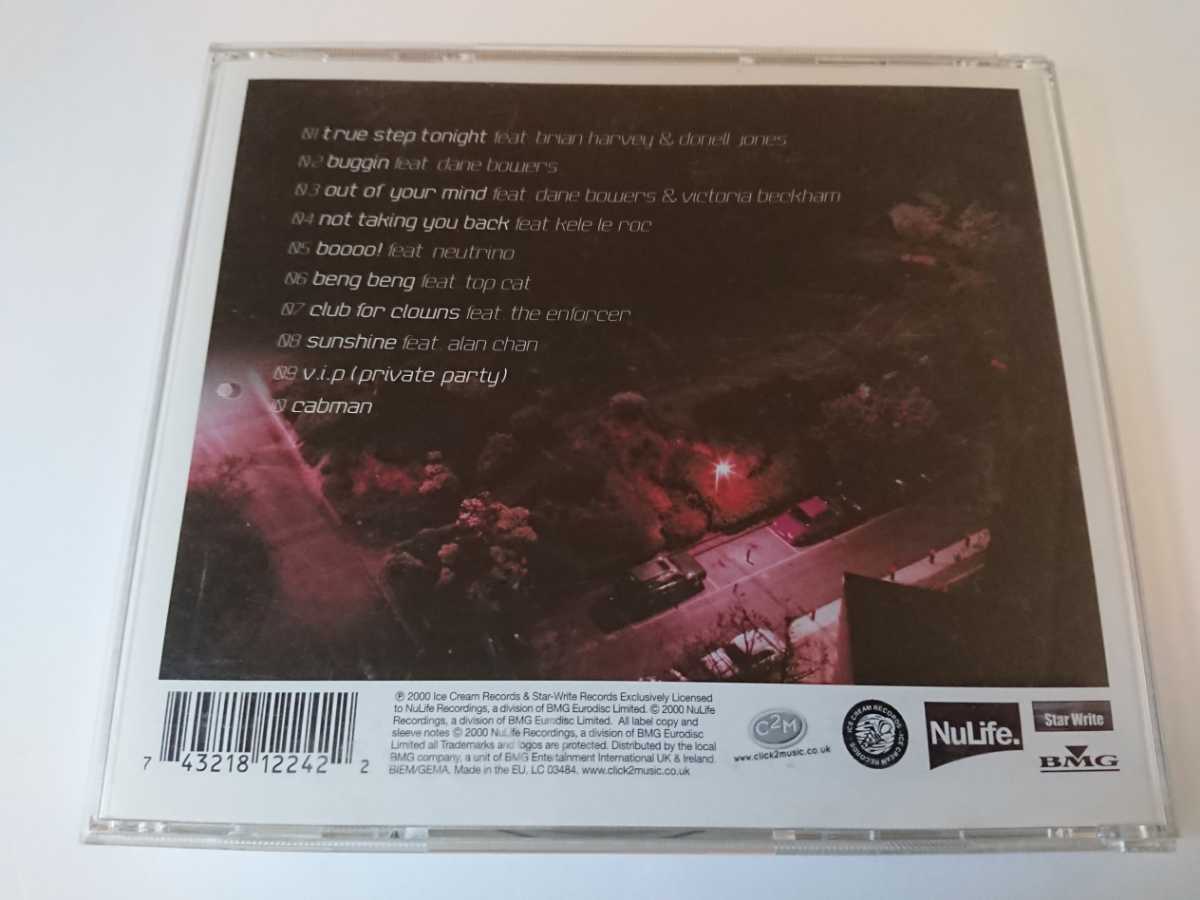 01 true step tonight feat. brian harvey & donell jones
02 buggin feat. dane bowers
03 out of your mind feat. dane bowers & victoria beckham
04 not taking you back feat kele le roc
05 boooo! feat. neutrino
06 beng beng feat. top cat
07 club for clowns feat. the enforcer
08 sunshine feat. alan chan
09 v.i.p (private party)
10 cabman
7 43218 12242 2
℗ 2000 Ice Cream Records & Star-Write Records Exclusively Licensed
to NuLife Recordings, a division of BMG Eurodisc Limited. © 2000 NuLife
Recordings, a division of BMG Eurodisc Limited. All label copy and
sleeve notes © 2000 NuLife Recordings, a division of BMG Eurodisc
Limited all Trademarks and logos are protected. Distributed by the local
BMG company, a unit of BMG Entertainment International UK & Ireland.
BIEM/GEMA. Made in the EU. LC 03484. www.click2music.co.uk
C2M
www.click2music.co.uk
ICE CREAM RECORDS · ICE CREAM RECORDS ·
NuLife.
Star Write
BMG